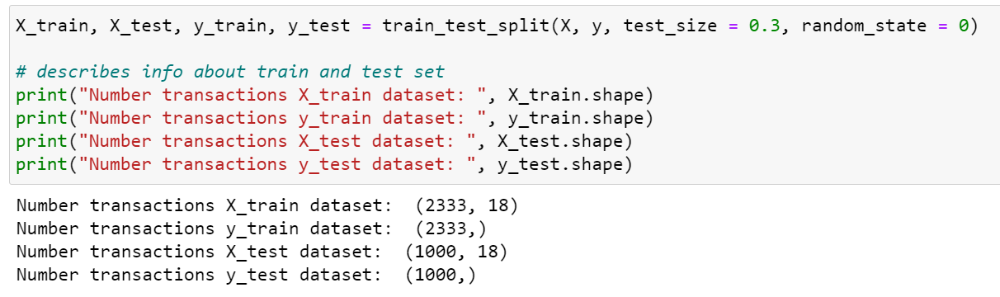 X_train, X_test, y_train, y_test = train_test_split(X, y, test_size = 0.3, random_state = 0)
# describes info about train and test set
print("Number transactions X_train dataset: ", X_train.shape)
print("Number transactions y_train dataset: ", y_train.shape)
print("Number transactions X_test dataset: ", X_test.shape)
print("Number transactions y_test dataset: ", y_test.shape)
Number transactions X_train dataset:  (2333, 18)
Number transactions y_train dataset:  (2333,)
Number transactions X_test dataset:  (1000, 18)
Number transactions y_test dataset:  (1000,)